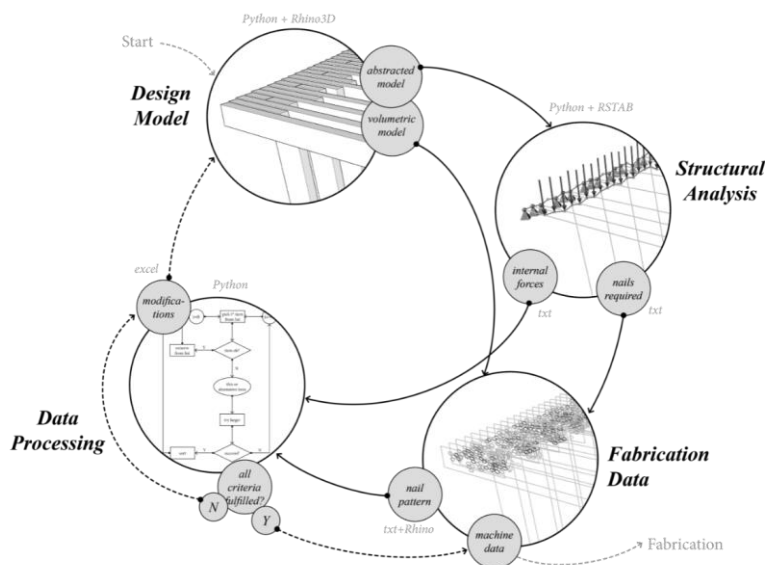 Python + Rhino3D
Start
Design
Model
abstracted
model
volumetric
model
Python + RSTAB
Structural
Analysis
internal
forces
txt
nails
required
txt
excel
modifica-
tions
Python
Data
Processing
all
criteria
fulfilled?
N
Y
nail
pattern
txt+Rhino
Fabrication
Data
machine
data
Fabrication